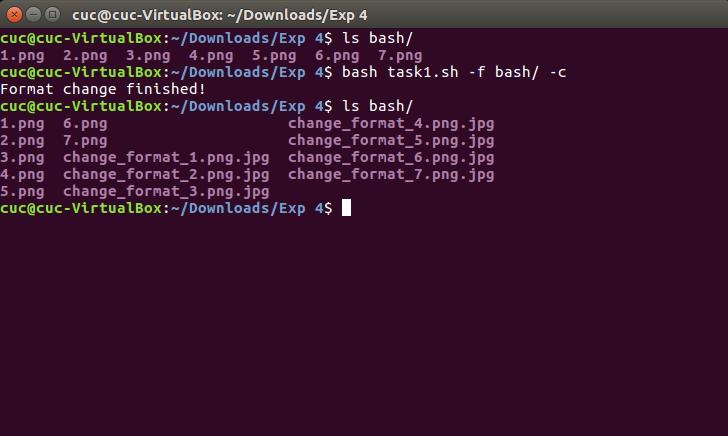 cuc@cuc-VirtualBox: ~/Downloads/Exp 4
cuc@cuc-VirtualBox:~/Downloads/Exp 4$ ls bash/
1.png  2.png  3.png  4.png  5.png  6.png  7.png
cuc@cuc-VirtualBox:~/Downloads/Exp 4$ bash task1.sh -f bash/ -c
Format change finished!
cuc@cuc-VirtualBox:~/Downloads/Exp 4$ ls bash/
1.png  6.png                    change_format_4.png.jpg
2.png  7.png                    change_format_5.png.jpg
3.png  change_format_1.png.jpg  change_format_6.png.jpg
4.png  change_format_2.png.jpg  change_format_7.png.jpg
5.png  change_format_3.png.jpg
cuc@cuc-VirtualBox:~/Downloads/Exp 4$